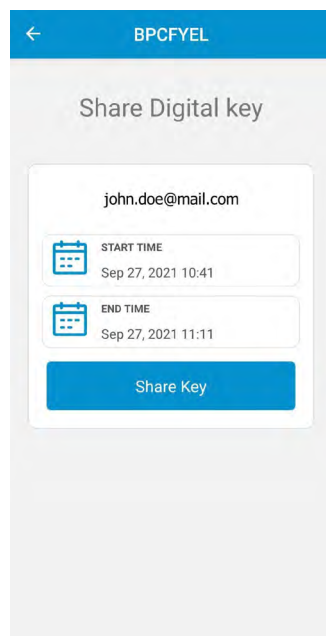 BPCFYEL
Share Digital key
john.doe@mail.com
START TIME
Sep 27, 2021 10:41
END TIME
Sep 27, 2021 11:11
Share Key